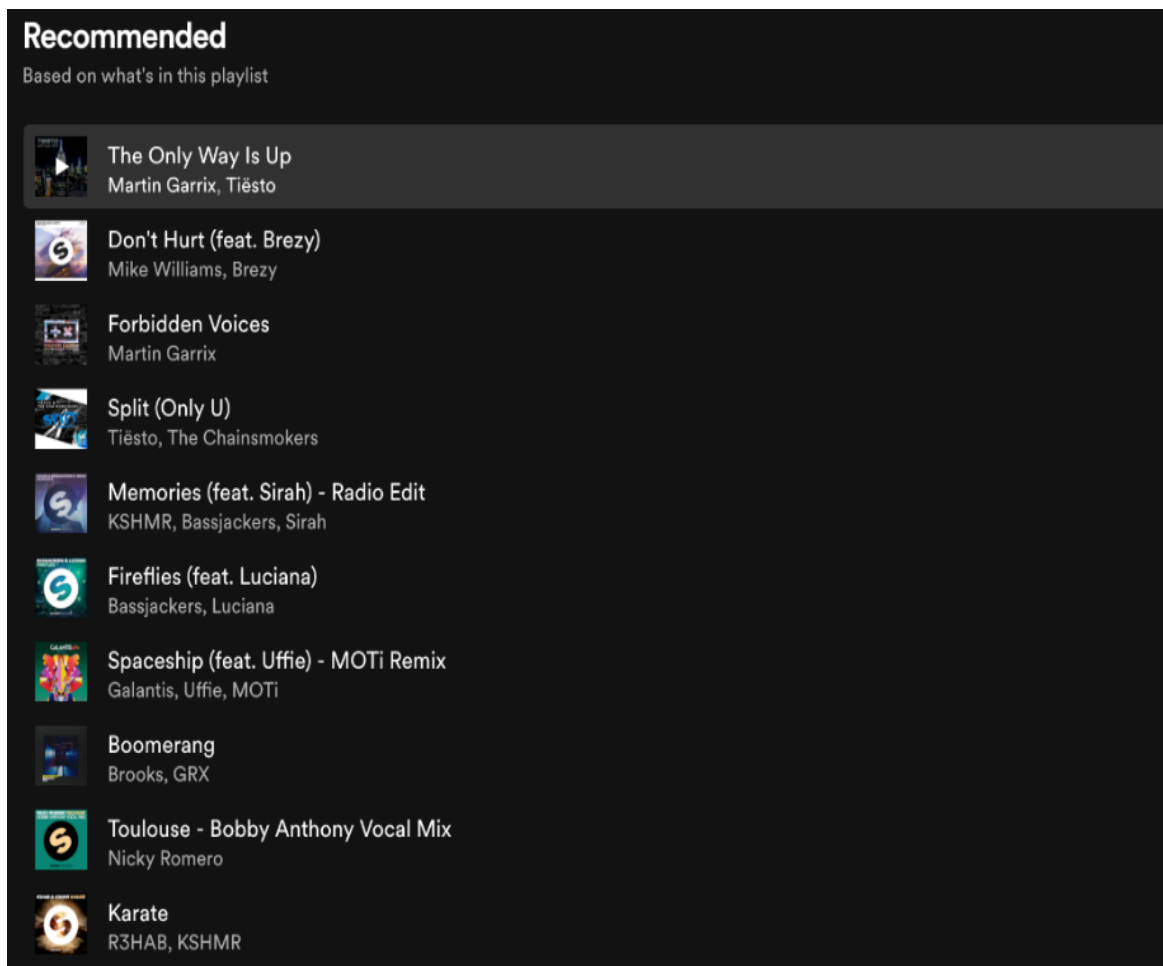 Recommended
Based on what's in this playlist
The Only Way Is Up
Martin Garrix, Tiësto
Don't Hurt (feat. Brezy)
Mike Williams, Brezy
Forbidden Voices
Martin Garrix
Split (Only U)
Tiësto, The Chainsmokers
Memories (feat. Sirah) - Radio Edit
KSHMR, Bassjackers, Sirah
Fireflies (feat. Luciana)
Bassjackers, Luciana
GALANTIS
Spaceship (feat. Uffie) - MOTi Remix
Galantis, Uffie, MOTi
Boomerang
Brooks, GRX
Toulouse - Bobby Anthony Vocal Mix
Nicky Romero
Karate
R3HAB, KSHMR